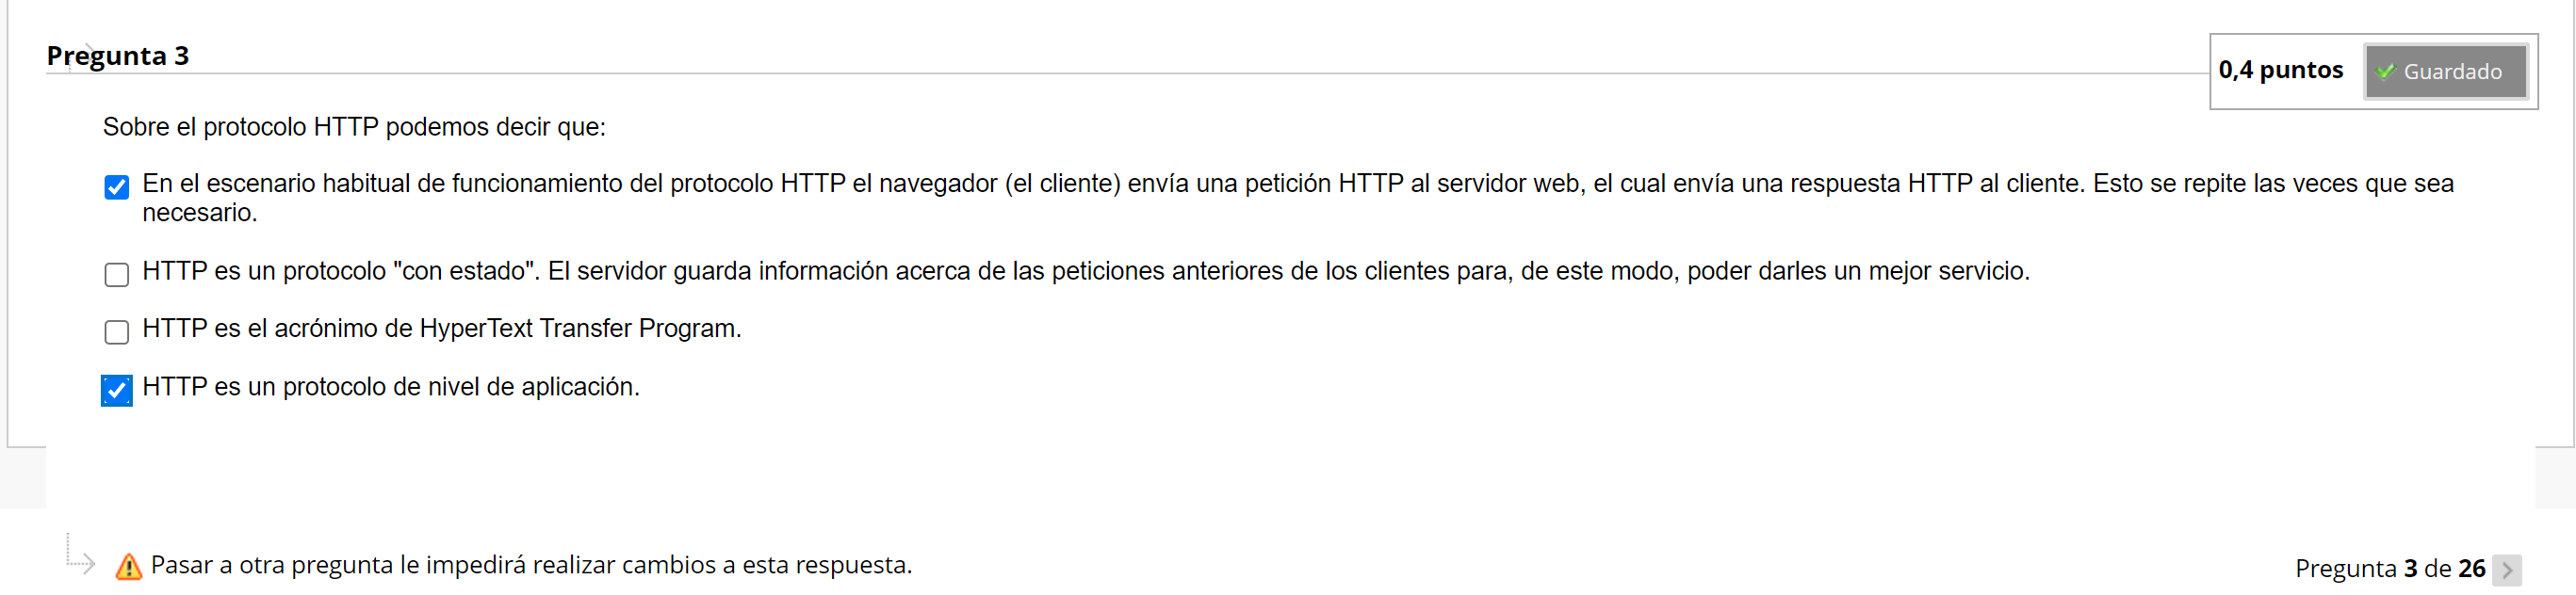 Pregunta 3
0,4 puntos
Guardado
Sobre el protocolo HTTP podemos decir que:
En el escenario habitual de funcionamiento del protocolo HTTP el navegador (el cliente) envía una petición HTTP al servidor web, el cual envía una respuesta HTTP al cliente. Esto se repite las veces que sea
necesario.
HTTP es un protocolo "con estado". El servidor guarda información acerca de las peticiones anteriores de los clientes para, de este modo, poder darles un mejor servicio.
HTTP es el acrónimo de HyperText Transfer Program.
HTTP es un protocolo de nivel de aplicación.
Pasar a otra pregunta le impedirá realizar cambios a esta respuesta.
Pregunta 3 de 26